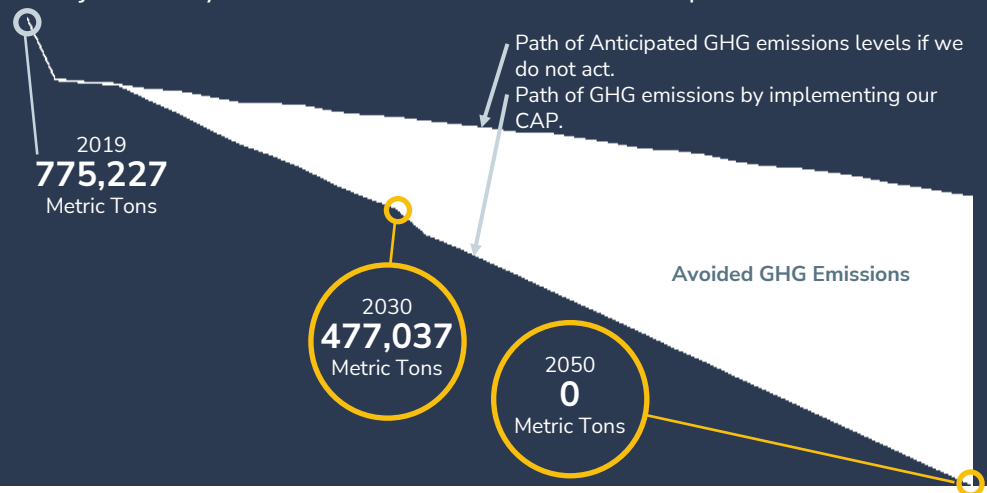 Path of Anticipated GHG emissions levels if we
do not act.
Path of GHG emissions by implementing our
CAP.
2019
775,227
Metric Tons
Avoided GHG Emissions
2030
477,037
Metric Tons
2050
0
Metric Tons